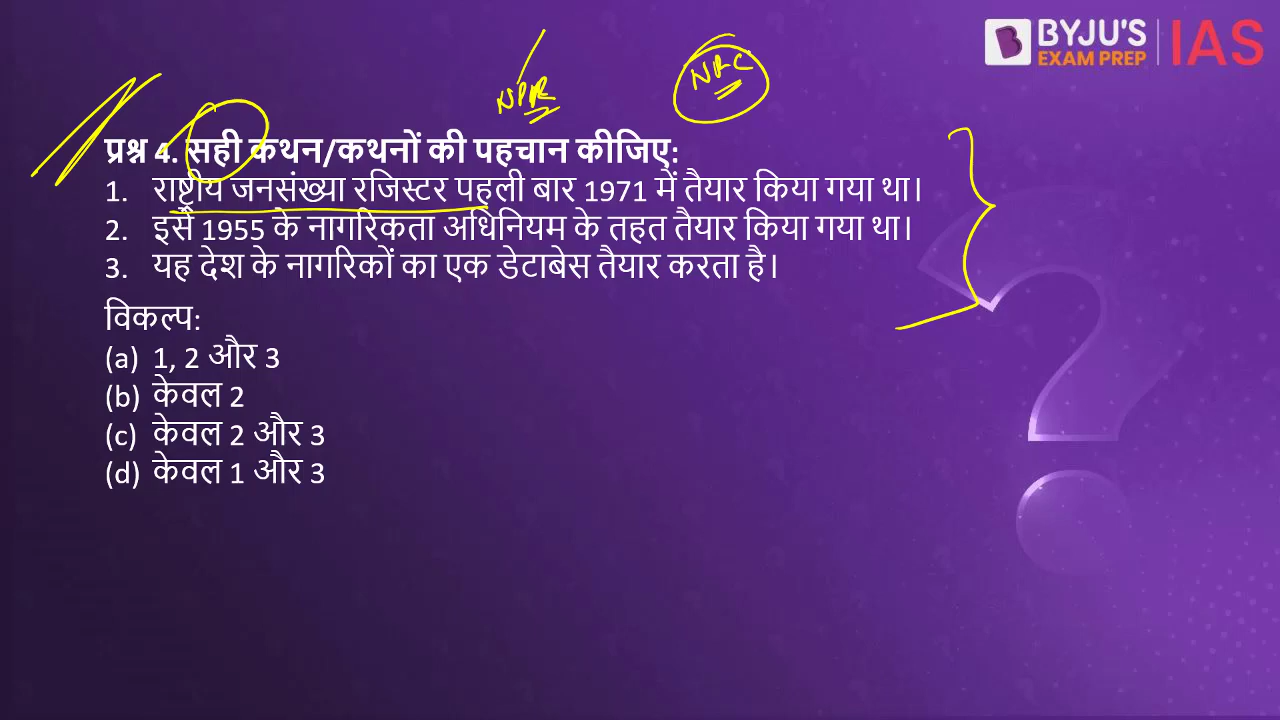 BYJU'S
EXAM PREP
IAS
NPR
NRC
प्रश्न 4. सही कथन/कथनों की पहचान कीजिए:
1. राष्ट्रीय जनसंख्या रजिस्टर पहली बार 1971 में तैयार किया गया था।
2. इसे 1955 के नागरिकता अधिनियम के तहत तैयार किया गया था।
3. यह देश के नागरिकों का एक डेटाबेस तैयार करता है।
विकल्प:
(a) 1, 2 और 3
(b) केवल 2
(c) केवल 2 और 3
(d) केवल 1 और 3